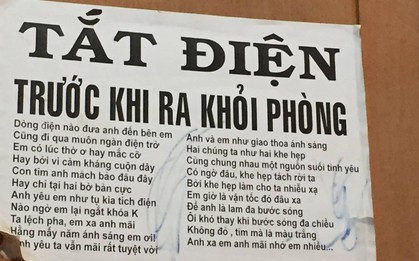 TẮT ĐIỆN
TRƯỚC KHI RA KHỎI PHÒNG
Dòng điện nào đưa anh đến bên em
Cũng đi qua muôn ngàn điện trở
Em có lúc thờ ơ hay mắc cỡ
Hay bởi vì cảm kháng cuộn dây
Con tim anh mách bảo đâu đây
Hay chỉ tại hai bờ bản cực
Anh yêu em như tụ kia tích điện
Nào ngờ em lại ngắt khóa K
Ta lệch pha, em xa anh mãi
Hằng mấy năm ánh sáng em ơi!
nh yêu ta vẫn mãi rất tuyệt vời
Anh và em như giao thoa ánh sáng
Hai chúng ta như hai khe hẹp
Cùng chung nhau một nguồn suối tình yêu
Có ngờ đâu, khe hẹp tách rời ta
Bởi khe hẹp làm cho ta nhiễu xạ
Em giờ là vận tốc đó đầu xa
Để anh là lam đa bước sóng
Ôi khó thay khi bước sóng đa chiều
Không đỏ, tím mà là màu trắng
Anh xa em anh mãi nhớ em nhiều...